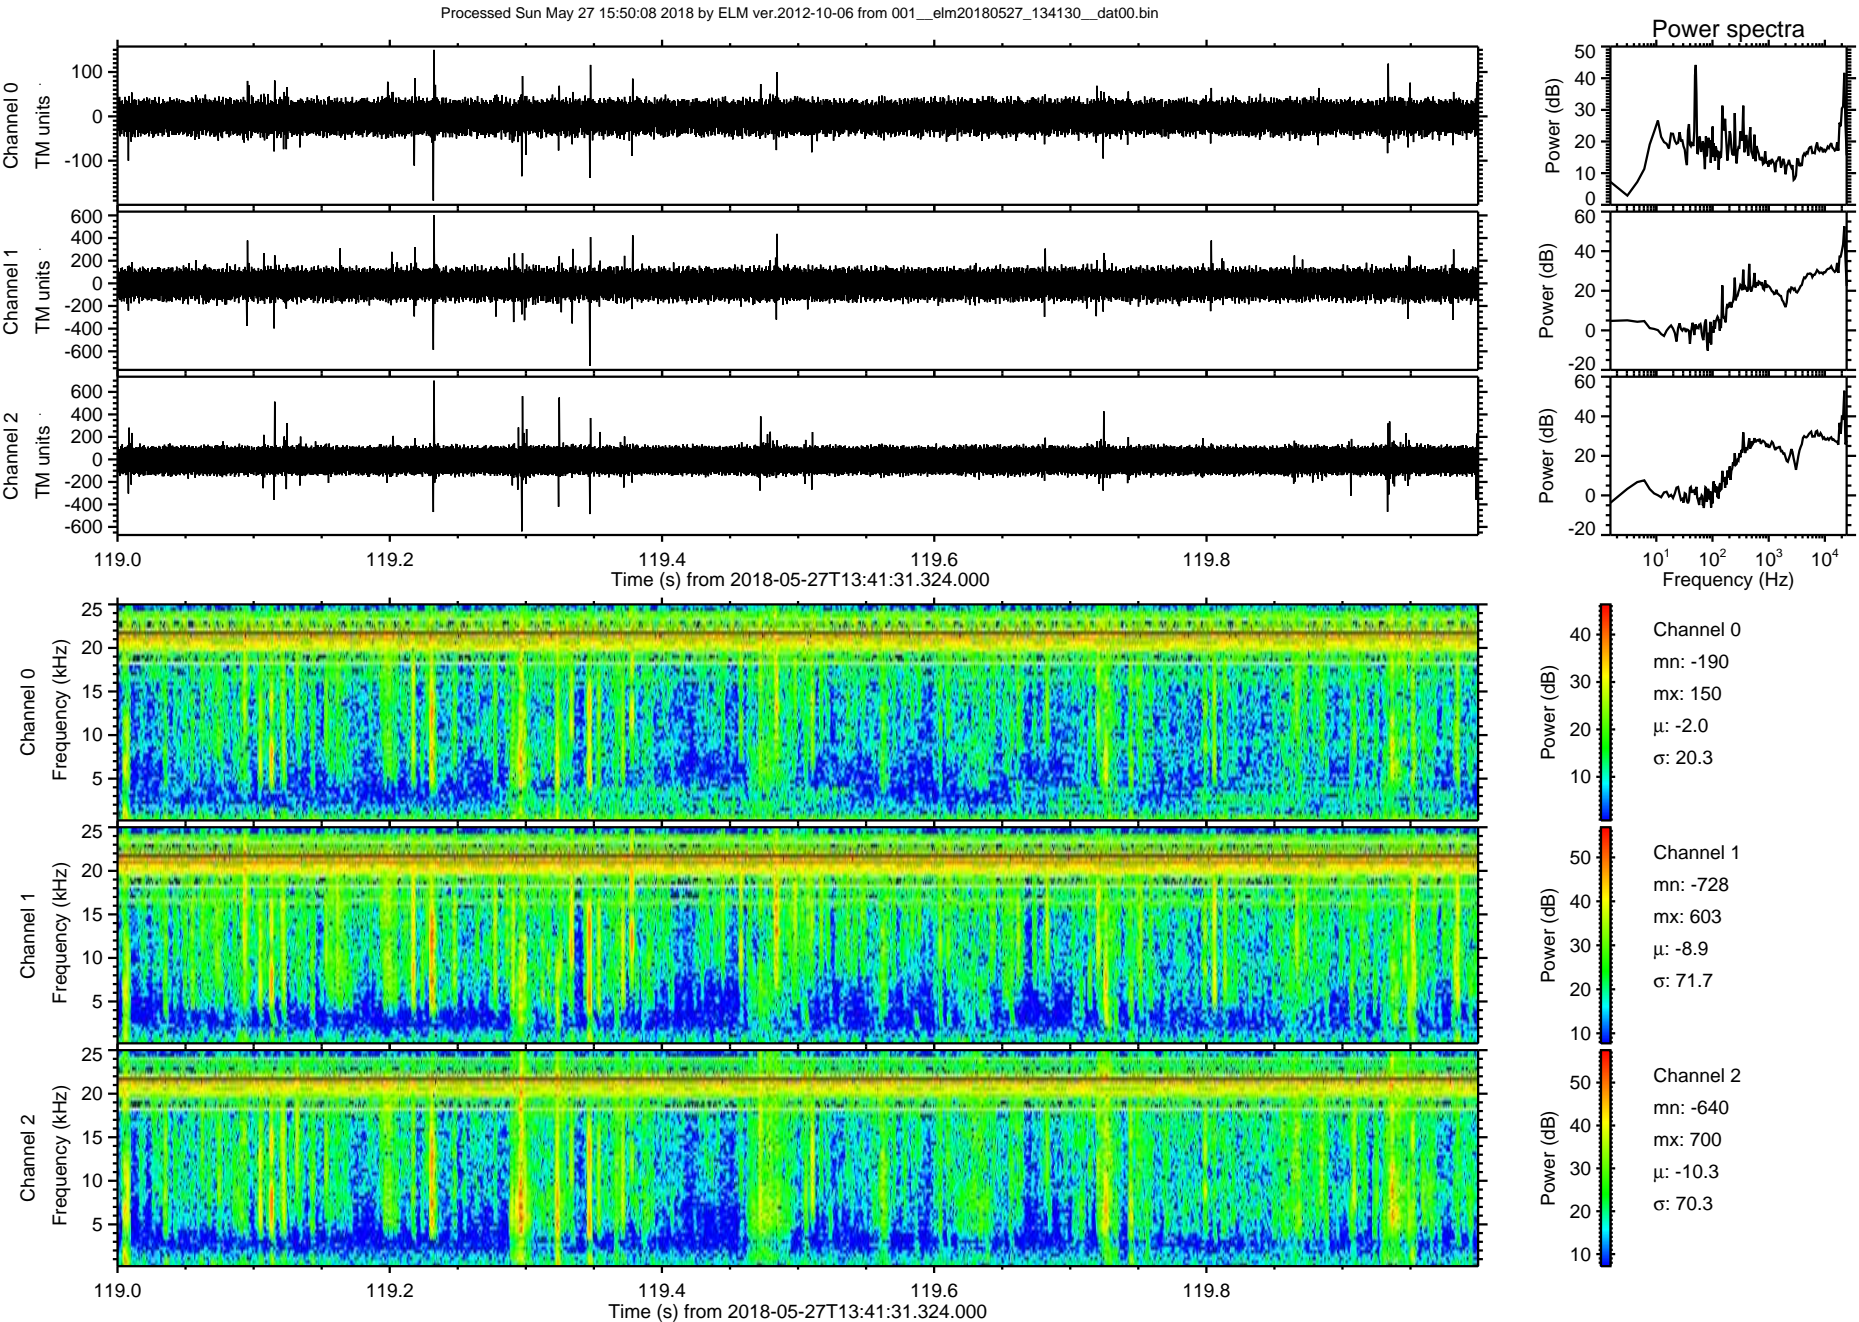 Processed Sun May 27 15:50:08 2018 by ELM ver.2012-10-06 from 001__elm20180527_134130__dat00.bin
Power spectra
Channel 0
TM units
100
0
-100
Power (dB)
50
40
30
20
10
0
Channel 1
TM units
600
400
200
0
-200
-400
-600
Power (dB)
60
40
20
0
-20
Channel 2
TM units
600
400
200
0
-200
-400
-600
Power (dB)
60
40
20
0
-20
119.0 119.2 119.4 119.6 119.8
Time (s) from 2018-05-27T13:41:31.324.000
10^1 10^2 10^3 10^4
Frequency (Hz)
Channel 0
Frequency (kHz)
25
20
15
10
5
Power (dB)
40
30
20
10
Channel 0
mn: -190
mx: 150
μ: -2.0
σ: 20.3
Channel 1
Frequency (kHz)
25
20
15
10
5
Power (dB)
50
40
30
20
10
Channel 1
mn: -728
mx: 603
μ: -8.9
σ: 71.7
Channel 2
Frequency (kHz)
25
20
15
10
5
Power (dB)
50
40
30
20
10
Channel 2
mn: -640
mx: 700
μ: -10.3
σ: 70.3
119.0 119.2 119.4 119.6 119.8
Time (s) from 2018-05-27T13:41:31.324.000